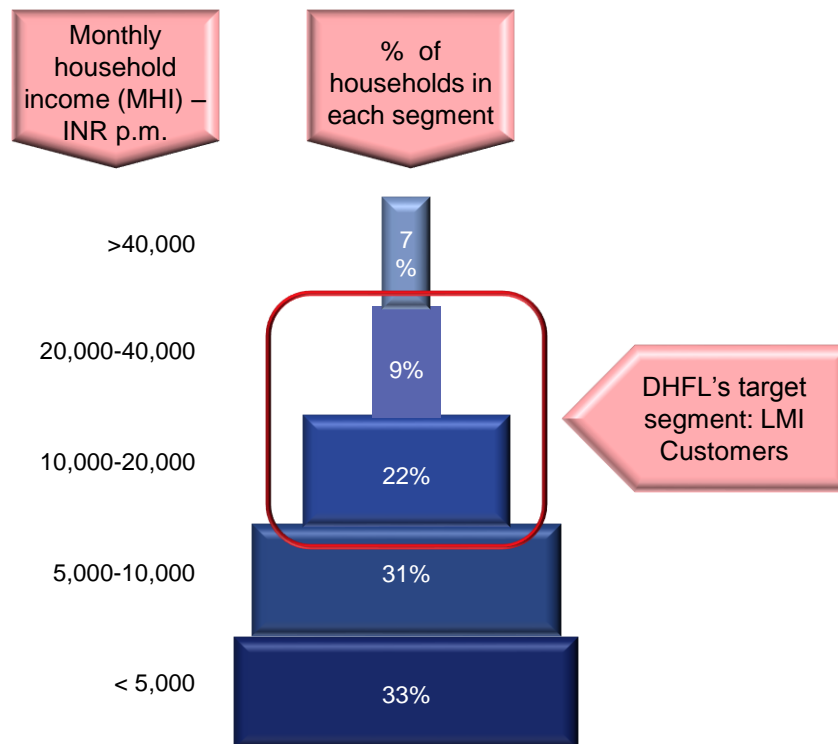 Monthly
household
income (MHI) –
INR p.m.
% of
households in
each segment
>40,000
7
%
20,000-40,000
9%
DHFL’s target
segment: LMI
Customers
10,000-20,000
22%
5,000-10,000
31%
< 5,000
33%